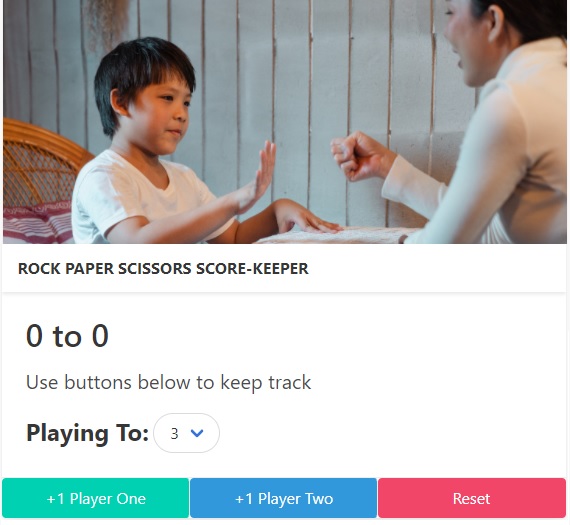 ROCK PAPER SCISSORS SCORE-KEEPER
0 to 0
Use buttons below to keep track
Playing To: 3
+1 Player One +1 Player Two Reset